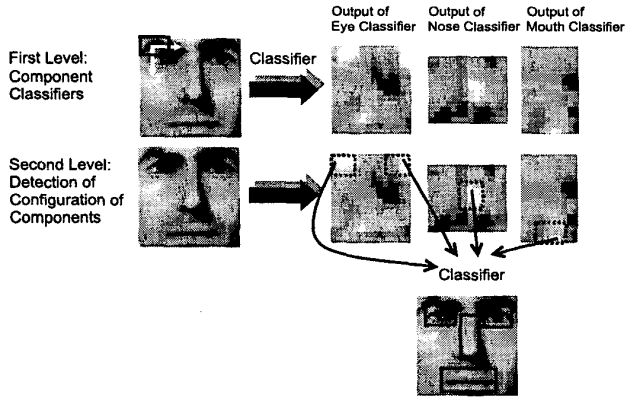 Output of
Eye Classifier
Output of
Nose Classifier
Output of
Mouth Classifier
First Level:
Component
Classifiers
Classifier
Second Level:
Detection of
Configuration of
Components
Classifier